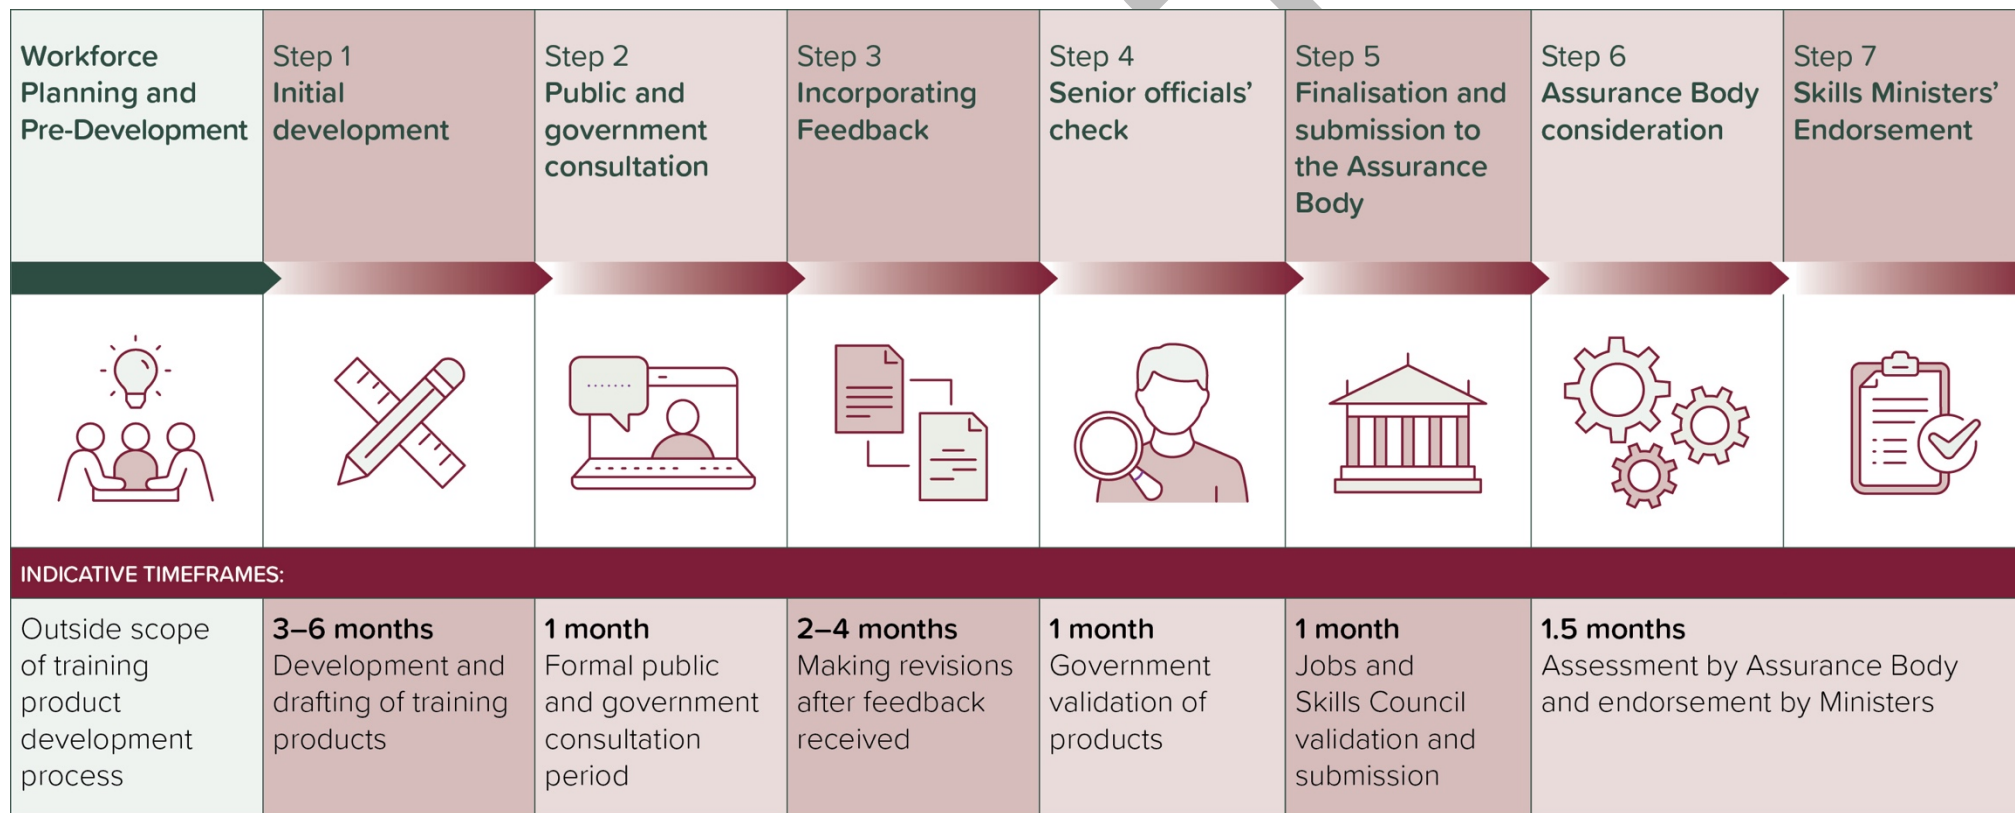 Workforce
Planning and
Pre-Development
Step 1
Initial
development
Step 2
Public and
government
consultation
Step 3
Incorporating
Feedback
Step 4
Senior officials’
check
Step 5
Finalisation and
submission to
the Assurance
Body
Step 6
Assurance Body
consideration
Step 7
Skills Ministers’
Endorsement
INDICATIVE TIMEFRAMES:
Outside scope
of training
product
development
process
3–6 months
Development and
drafting of training
products
1 month
Formal public
and government
consultation
period
2–4 months
Making revisions
after feedback
received
1 month
Government
validation of
products
1 month
Jobs and
Skills Council
validation and
submission
1.5 months
Assessment by Assurance Body
and endorsement by Ministers